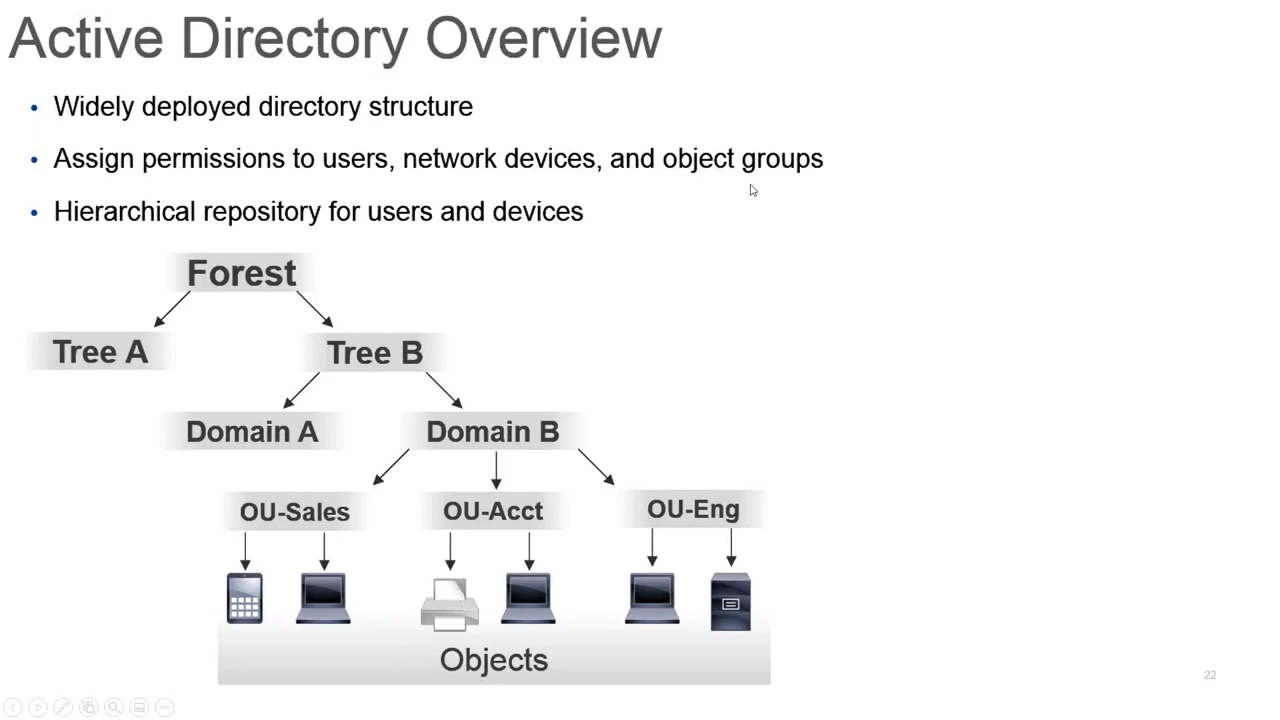 Active Directory Overview
• Widely deployed directory structure
• Assign permissions to users, network devices, and object groups
• Hierarchical repository for users and devices
Forest
Tree A
Tree B
Domain A
Domain B
OU-Sales
OU-Acct
OU-Eng
Objects
22